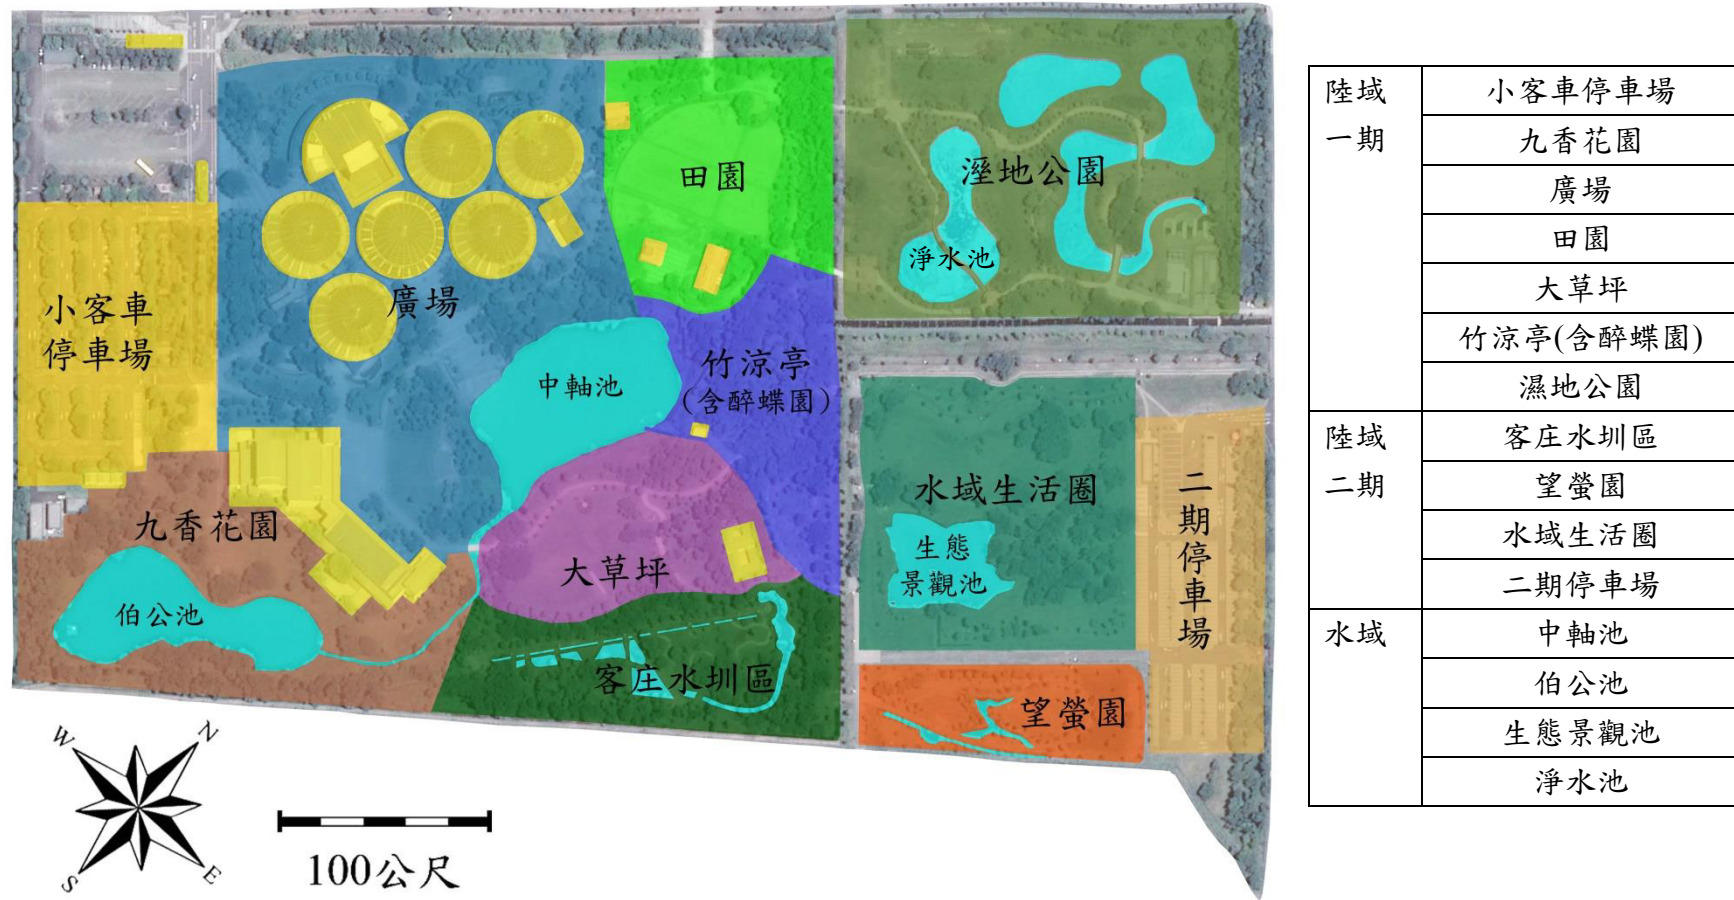 田園
溼地公園
淨水池
小客車
停車場
廣場
中軸池
竹涼亭
(含醉蝶園)
九香花園
伯公池
大草坪
客庄水圳區
水域生活圈
生態
景觀池
二期停車場
望螢園
W
N
S
E
100公尺
陸域
一期
小客車停車場
九香花園
廣場
田園
大草坪
竹涼亭(含醉蝶園)
濕地公園
陸域
二期
客庄水圳區
望螢園
水域生活圈
二期停車場
水域
中軸池
伯公池
生態景觀池
淨水池